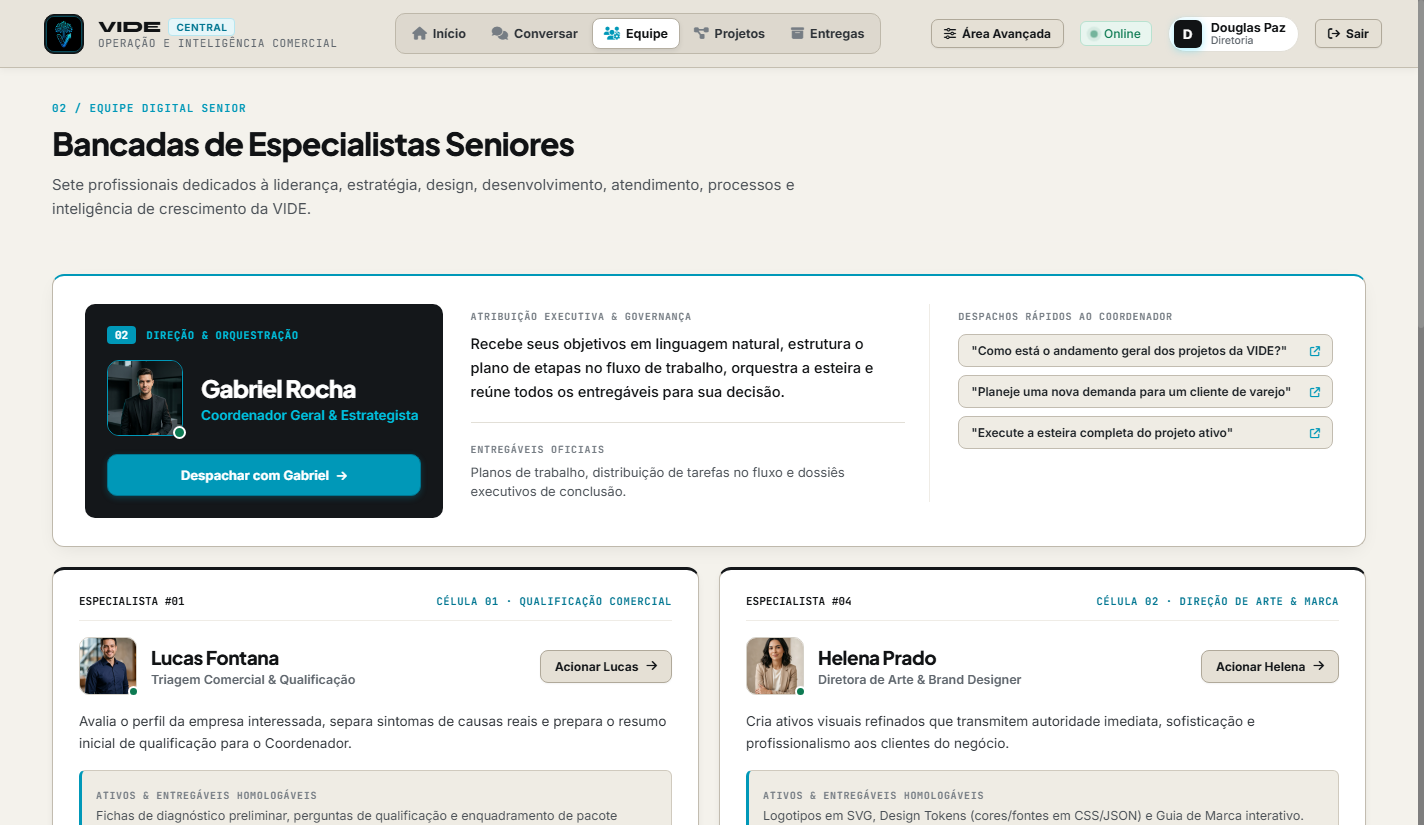 VIDE CENTRAL
OPERAÇÃO E INTELIGÊNCIA COMERCIAL
Início
Conversar
Equipe
Projetos
Entregas
Área Avançada
Online
D
Douglas Paz
Diretoria
Sair
02 / EQUIPE DIGITAL SENIOR
Bancadas de Especialistas Seniores
Sete profissionais dedicados à liderança, estratégia, design, desenvolvimento, atendimento, processos e
inteligência de crescimento da VIDE.
02 DIREÇÃO & ORQUESTRAÇÃO
Gabriel Rocha
Coordenador Geral & Estrategista
Despachar com Gabriel →
ATRIBUIÇÃO EXECUTIVA & GOVERNANÇA
Recebe seus objetivos em linguagem natural, estrutura o
plano de etapas no fluxo de trabalho, orquestra a esteira e
reúne todos os entregáveis para sua decisão.
ENTREGÁVEIS OFICIAIS
Planos de trabalho, distribuição de tarefas no fluxo e dossiês
executivos de conclusão.
DESPACHOS RÁPIDOS AO COORDENADOR
"Como está o andamento geral dos projetos da VIDE?"
"Planeje uma nova demanda para um cliente de varejo"
"Execute a esteira completa do projeto ativo"
ESPECIALISTA #01
CÉLULA 01 · QUALIFICAÇÃO COMERCIAL
Lucas Fontana
Triagem Comercial & Qualificação
Acionar Lucas →
Avalia o perfil da empresa interessada, separa sintomas de causas reais e prepara o resumo
inicial de qualificação para o Coordenador.
ATIVOS & ENTREGÁVEIS HOMOLOGÁVEIS
Fichas de diagnóstico preliminar, perguntas de qualificação e enquadramento de pacote
ESPECIALISTA #04
CÉLULA 02 · DIREÇÃO DE ARTE & MARCA
Helena Prado
Diretora de Arte & Brand Designer
Acionar Helena →
Cria ativos visuais refinados que transmitem autoridade imediata, sofisticação e
profissionalismo aos clientes do negócio.
ATIVOS & ENTREGÁVEIS HOMOLOGÁVEIS
Logotipos em SVG, Design Tokens (cores/fontes em CSS/JSON) e Guia de Marca interativo.